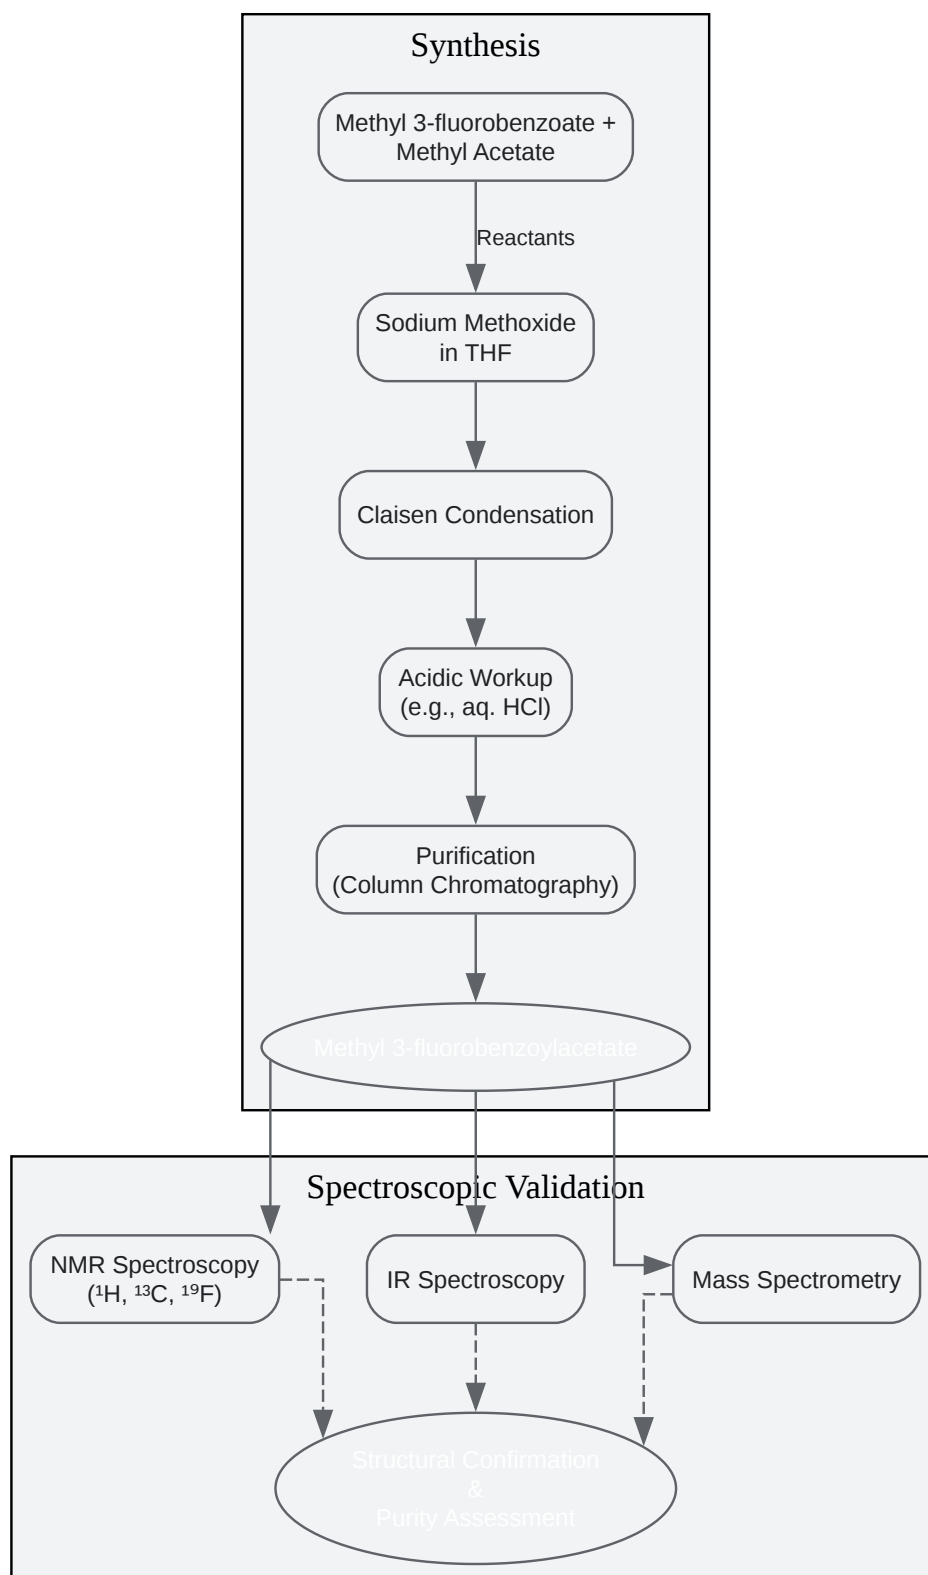 Synthesis
Methyl 3-fluorobenzoate +
Methyl Acetate
Reactants
Sodium Methoxide
in THF
Claisen Condensation
Acidic Workup
(e.g., aq. HCl)
Purification
(Column Chromatography)
Methyl 3-fluorobenzoylacetate
Spectroscopic Validation
NMR Spectroscopy
(¹H, ¹³C, ¹⁹F)
IR Spectroscopy
Mass Spectrometry
Structural Confirmation
&
Purity Assessment